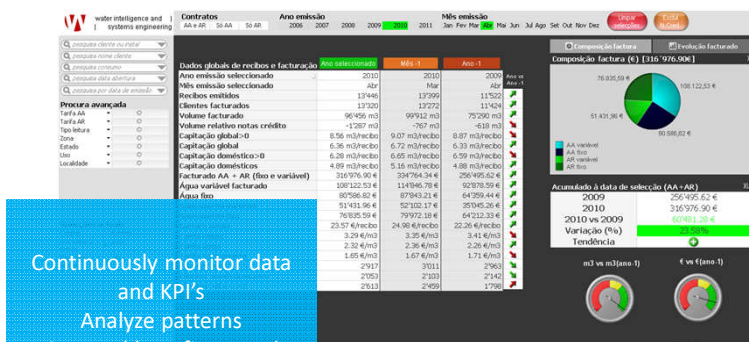 water intelligence and |
| systems engineering
Contratos Ano emissão Mês emissão
AA e AR Só AA Só AR 2006 2007 2008 2009 2010 2011 Jan Fev Mar Abr Mai Jun Jul Ago Set Out Nov Dez
Limpar selecções
pesquisa cliente ou instal
pesquisa nome cliente
pesquisa consumo
pesquisa data abertura
pesquisa por data de emissão
Procura avançada
Tarifa AA
Tarifa AR
Tipo leitura
Zona
Estado
Uso
Localidade
Dados globais de recibos e facturação Ano seleccionado Mês -1 Ano -1
Ano emissão seleccionado 2010 2010 2009
Mês emissão seleccionado Abr Mar Abr
Recibos emitidos 13'446 13'399 11'522
Clientes facturados 13'320 13'272 11'424
Volume facturado 96'456 m3 99'912 m3 75'290 m3
Volume relativo notas crédito -1'287 m3 -767 m3 -618 m3
Capitação global>0 8.56 m3/recibo 9.07 m3/recibo 8.87 m3/recibo
Capitação global 6.36 m3/recibo 6.72 m3/recibo 6.33 m3/recibo
Capitação doméstico>0 6.28 m3/recibo 6.65 m3/recibo 6.59 m3/recibo
Capitação domésticos 4.89 m3/recibo 5.16 m3/recibo 4.88 m3/recibo
Facturado AA + AR (fixo e variável) 316'976.90 € 334'764.34 € 256'495.62 €
Água variável facturado 108'122.53 € 114'846.78 € 92'878.59 €
Água fixo 80'586.82 € 87'843.21 € 64'359.44 €
51'431.96 € 52'102.17 € 35'045.26 €
76'835.59 € 79'972.18 € 64'212.33 €
23.57 €/recibo 24.98 €/recibo 22.26 €/recibo
3.29 €/m3 3.35 €/m3 3.41 €/m3
2.32 €/m3 2.36 €/m3 2.26 €/m3
1.65 €/m3 1.67 €/m3 1.71 €/m3
2'917 3'011 2'963
2'053 2'103 2'142
2'613 2'459 1'798
Composição factura Evolução facturado
Composição factura (€) [316'976.90€]
76 835,59 €
108 122,53 €
51 431,96 €
80 586,82 €
AA variável
AA fixo
AR variável
AR fixo
Acumulado à data de selecção (AA+AR)
2009 256'495.62 €
2010 316'976.90 €
2010 vs 2009 60'481.28 €
Variação (%) 23.58%
Tendência
m3 vs m3(ano-1) € vs €(ano-1)
Continuously monitor data
and KPI's
Analyze patterns